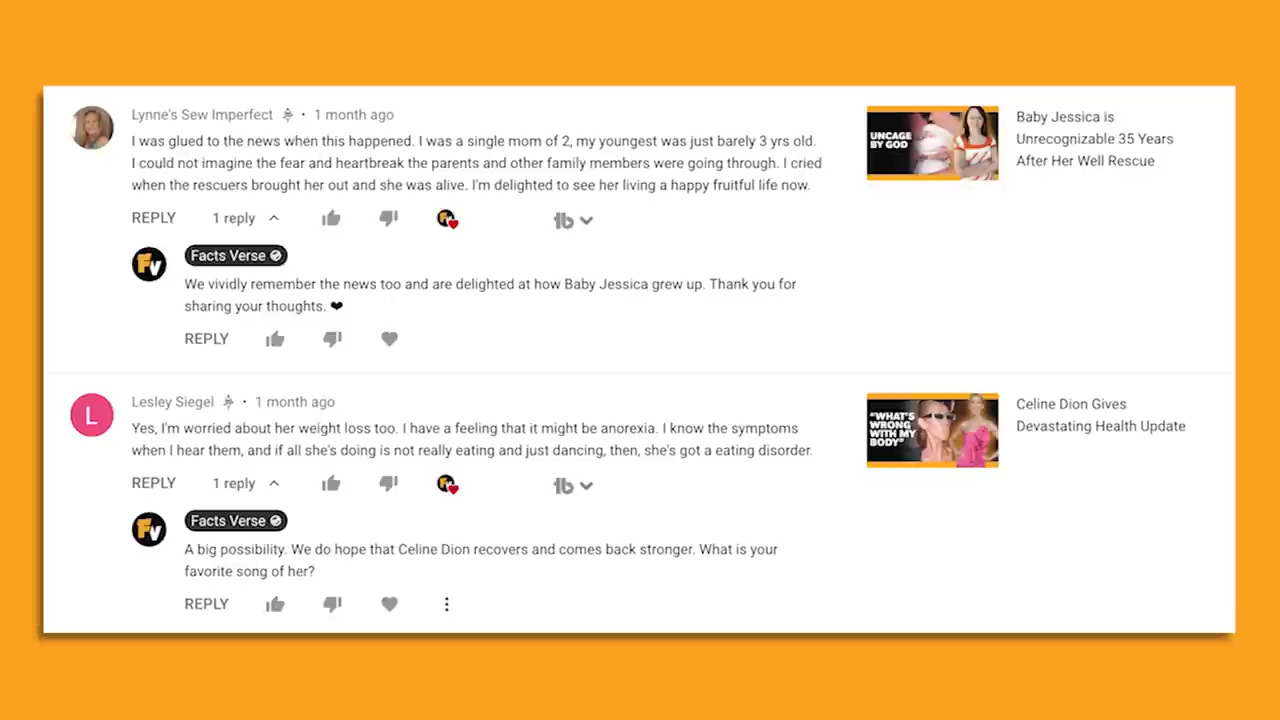 Lynne's Sew Imperfect · 1 month ago
I was glued to the news when this happened. I was a single mom of 2, my youngest was just barely 3 yrs old.
I could not imagine the fear and heartbreak the parents and other family members were going through. I cried
when the rescuers brought her out and she was alive. I'm delighted to see her living a happy fruitful life now.
REPLY 1 reply
tb
UNCAGE
BY GOD
Baby Jessica is
Unrecognizable 35 Years
After Her Well Rescue
FV
Facts Verse
We vividly remember the news too and are delighted at how Baby Jessica grew up. Thank you for
sharing your thoughts. ❤
REPLY
L
Lesley Siegel · 1 month ago
Yes, I'm worried about her weight loss too. I have a feeling that it might be anorexia. I know the symptoms
when I hear them, and if all she's doing is not really eating and just dancing, then, she's got a eating disorder.
REPLY 1 reply
tb
"WHAT'S
WRONG
WITH MY
BODY"
Celine Dion Gives
Devastating Health Update
FV
Facts Verse
A big possibility. We do hope that Celine Dion recovers and comes back stronger. What is your
favorite song of her?
REPLY